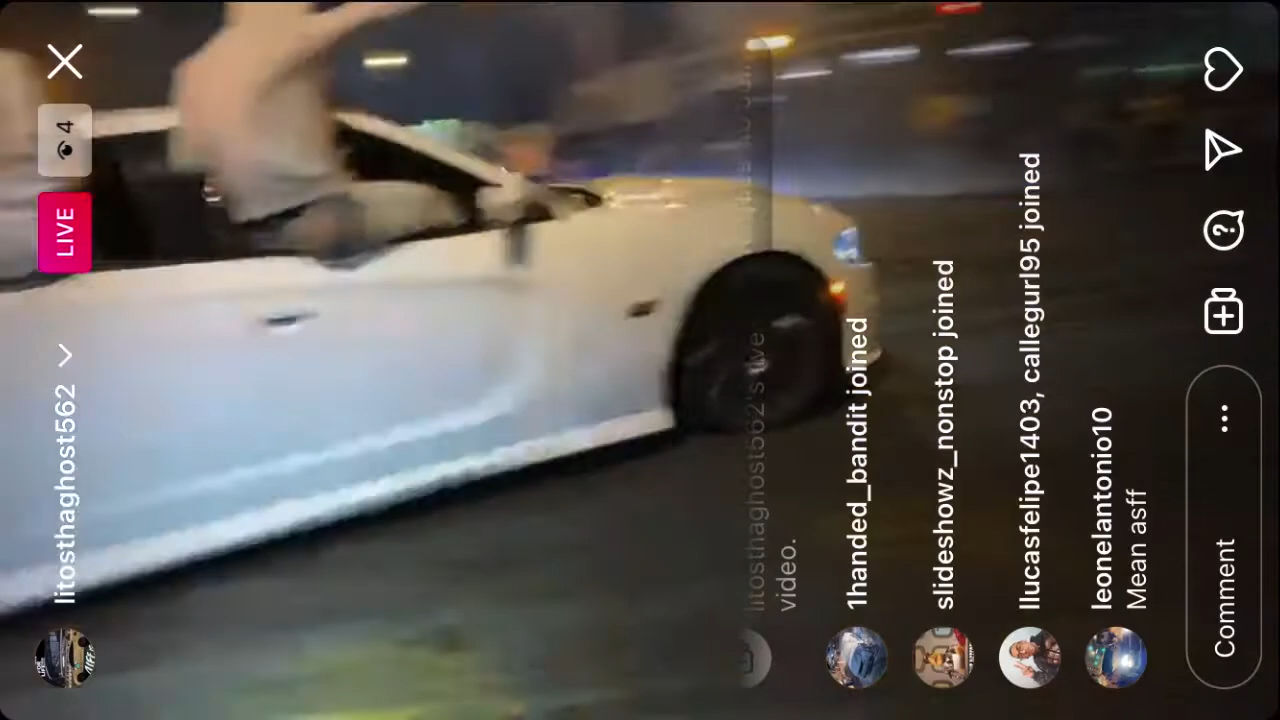 litosthaghost562
LIVE
4
litosthaghost562's live
video.
1handed_bandit joined
slideshowz_nonstop joined
llucasfelipe1403, callegurl95 joined
leonelantonio10
Mean asff
Comment